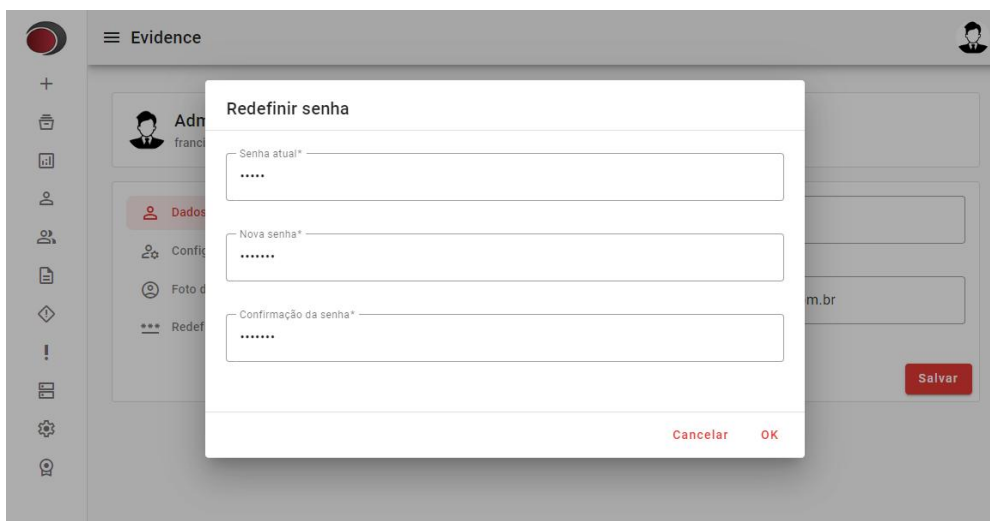 Evidence
Redefinir senha
Senha atual*
•••••
Nova senha*
•••••••
Confirmação da senha*
•••••••
Cancelar OK
Adm
franci
Dados
Config
Foto d
Redef
m.br
Salvar